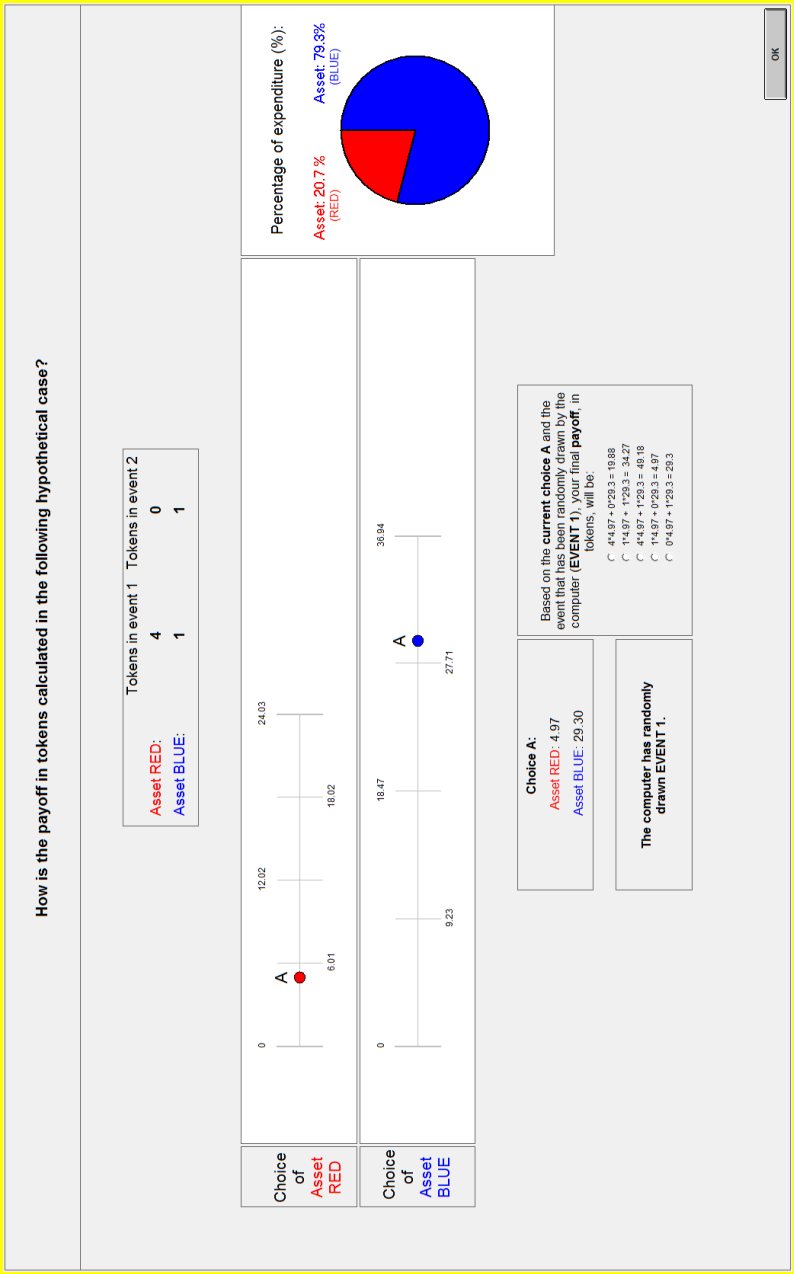 How is the payoff in tokens calculated in the following hypothetical case?
Tokens in event 1 Tokens in event 2
Asset RED: 4 0
Asset BLUE: 1 1
Choice
of
Asset
RED
0 12.02 24.03
A
6.01 18.02
Choice
of
Asset
BLUE
0 18.47 36.94
A
9.23 27.71
Percentage of expenditure (%):
Asset: 20.7 % Asset: 79.3%
(RED) (BLUE)
Choice A:
Asset RED: 4.97
Asset BLUE: 29.30
The computer has randomly
drawn EVENT 1.
Based on the current choice A and the
event that has been randomly drawn by the
computer (EVENT 1), your final payoff, in
tokens, will be:
4*4.97 + 0*29.3 = 19.88
1*4.97 + 1*29.3 = 34.27
4*4.97 + 1*29.3 = 49.18
1*4.97 + 0*29.3 = 4.97
0*4.97 + 1*29.3 = 29.3
OK